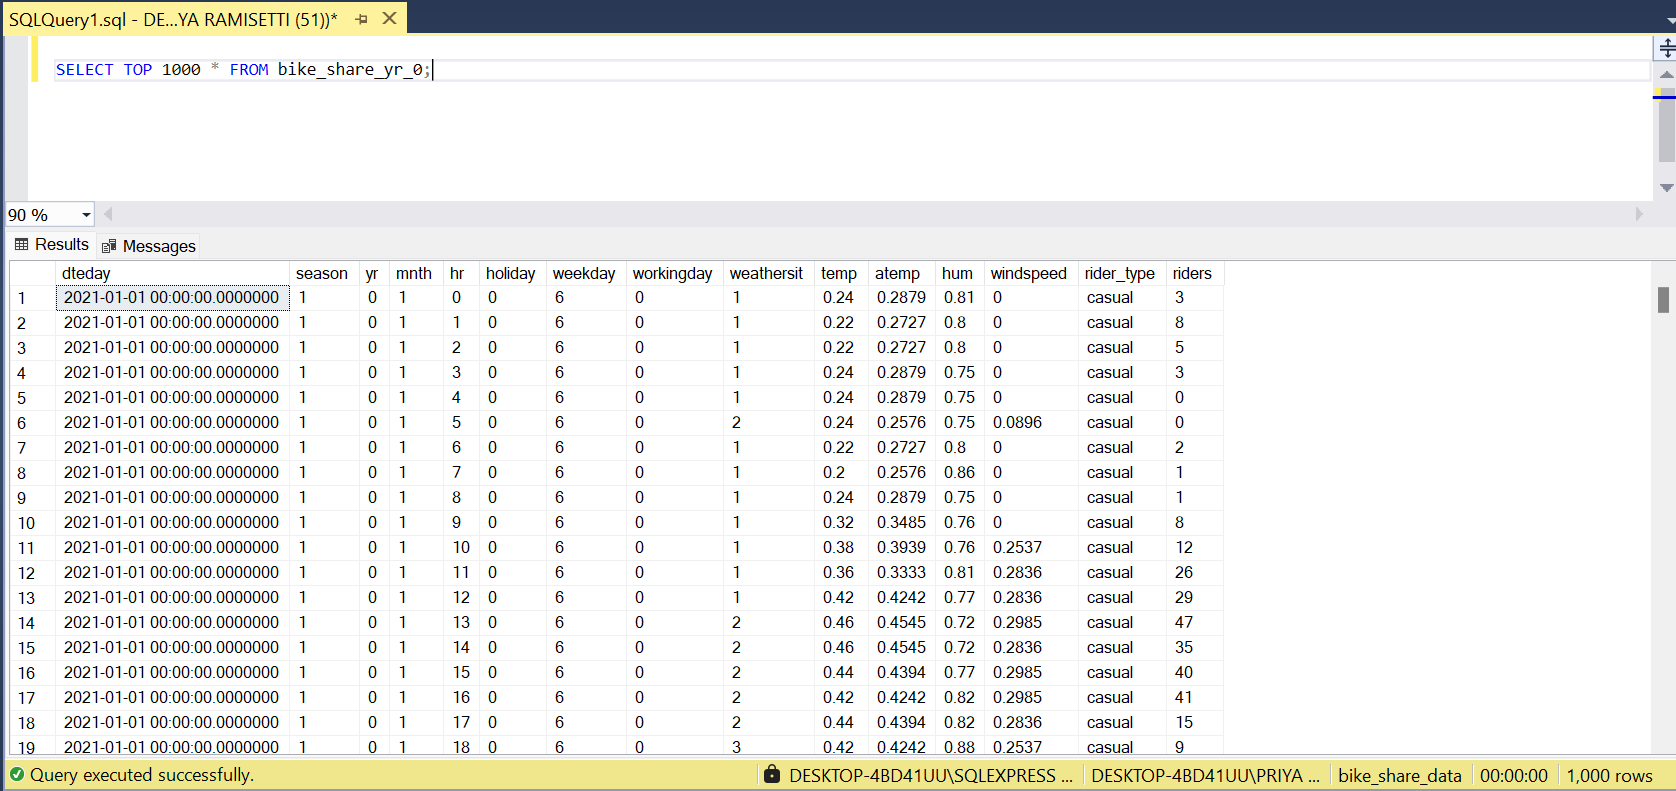 SQLQuery1.sql - DE...YA RAMISETTI (51))*
SELECT TOP 1000 * FROM bike_share_yr_0;
90 %
Results Messages
dteday season yr mnth hr holiday weekday workingday weathersit temp atemp hum windspeed rider_type riders
1 2021-01-01 00:00:00.0000000 1 0 1 0 0 6 0 1 0.24 0.2879 0.81 0 casual 3
2 2021-01-01 00:00:00.0000000 1 0 1 1 0 6 0 1 0.22 0.2727 0.8 0 casual 8
3 2021-01-01 00:00:00.0000000 1 0 1 2 0 6 0 1 0.22 0.2727 0.8 0 casual 5
4 2021-01-01 00:00:00.0000000 1 0 1 3 0 6 0 1 0.24 0.2879 0.75 0 casual 3
5 2021-01-01 00:00:00.0000000 1 0 1 4 0 6 0 1 0.24 0.2879 0.75 0 casual 0
6 2021-01-01 00:00:00.0000000 1 0 1 5 0 6 0 2 0.24 0.2576 0.75 0.0896 casual 0
7 2021-01-01 00:00:00.0000000 1 0 1 6 0 6 0 1 0.22 0.2727 0.8 0 casual 2
8 2021-01-01 00:00:00.0000000 1 0 1 7 0 6 0 1 0.2 0.2576 0.86 0 casual 1
9 2021-01-01 00:00:00.0000000 1 0 1 8 0 6 0 1 0.24 0.2879 0.75 0 casual 1
10 2021-01-01 00:00:00.0000000 1 0 1 9 0 6 0 1 0.32 0.3485 0.76 0 casual 8
11 2021-01-01 00:00:00.0000000 1 0 1 10 0 6 0 1 0.38 0.3939 0.76 0.2537 casual 12
12 2021-01-01 00:00:00.0000000 1 0 1 11 0 6 0 1 0.36 0.3333 0.81 0.2836 casual 26
13 2021-01-01 00:00:00.0000000 1 0 1 12 0 6 0 1 0.42 0.4242 0.77 0.2836 casual 29
14 2021-01-01 00:00:00.0000000 1 0 1 13 0 6 0 2 0.46 0.4545 0.72 0.2985 casual 47
15 2021-01-01 00:00:00.0000000 1 0 1 14 0 6 0 2 0.46 0.4545 0.72 0.2836 casual 35
16 2021-01-01 00:00:00.0000000 1 0 1 15 0 6 0 2 0.44 0.4394 0.77 0.2985 casual 40
17 2021-01-01 00:00:00.0000000 1 0 1 16 0 6 0 2 0.42 0.4242 0.82 0.2985 casual 41
18 2021-01-01 00:00:00.0000000 1 0 1 17 0 6 0 2 0.44 0.4394 0.82 0.2836 casual 15
19 2021-01-01 00:00:00.0000000 1 0 1 18 0 6 0 3 0.42 0.4242 0.88 0.2537 casual 9
Query executed successfully. DESKTOP-4BD41UU\SQLEXPRESS ... DESKTOP-4BD41UU\PRIYA ... bike_share_data 00:00:00 1,000 rows